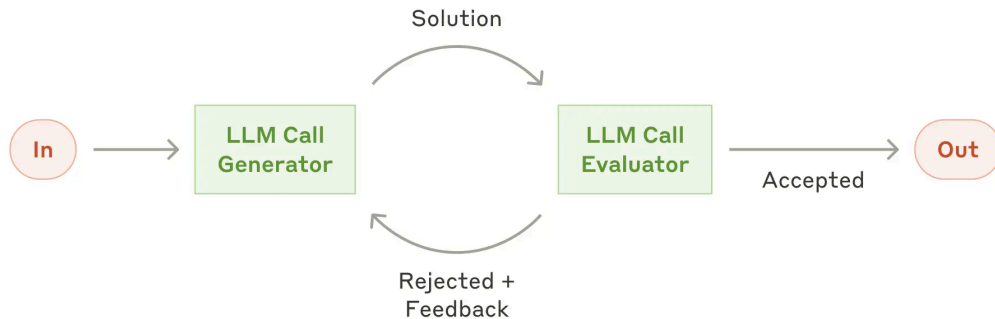 Solution
In
LLM Call
Generator
LLM Call
Evaluator
Out
Accepted
Rejected +
Feedback